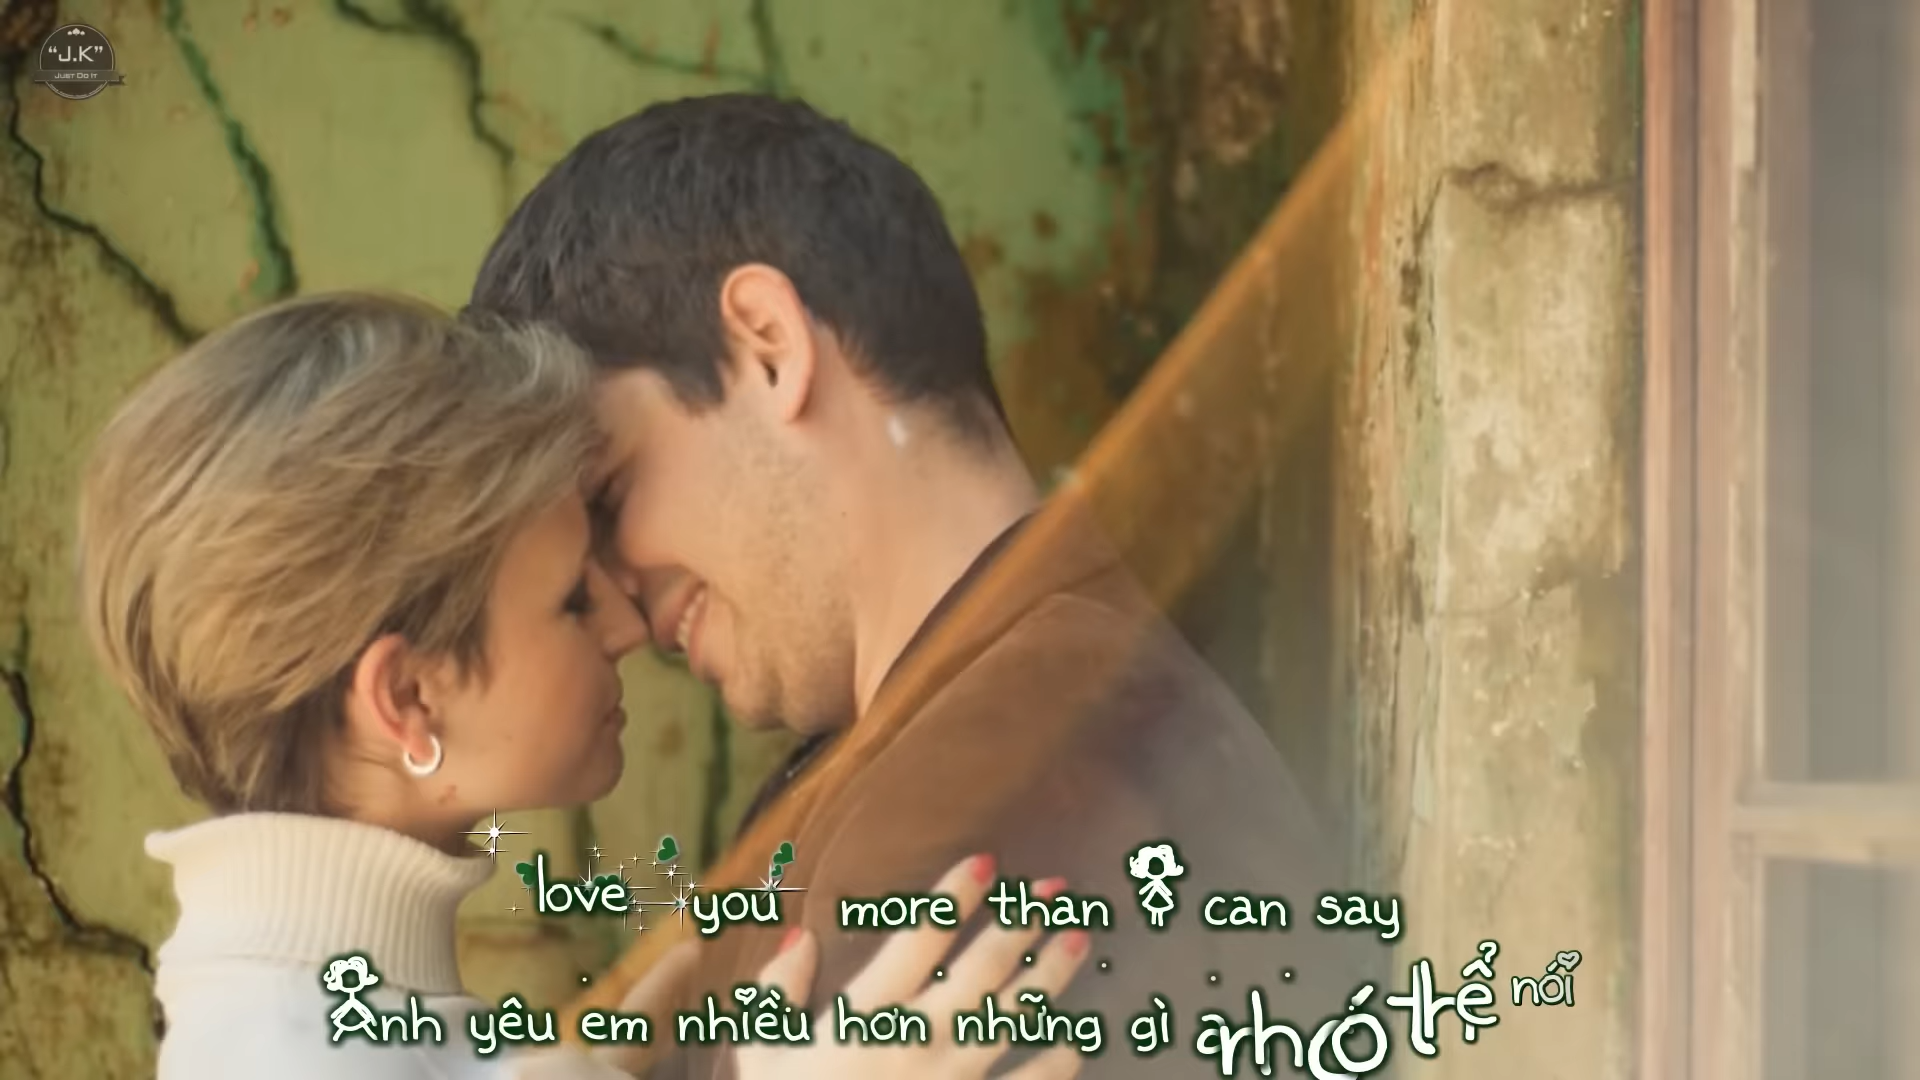 "J.K"
JUST DO IT
love you more than I can say
Anh yêu em nhiều hơn những gì anh có thể nói